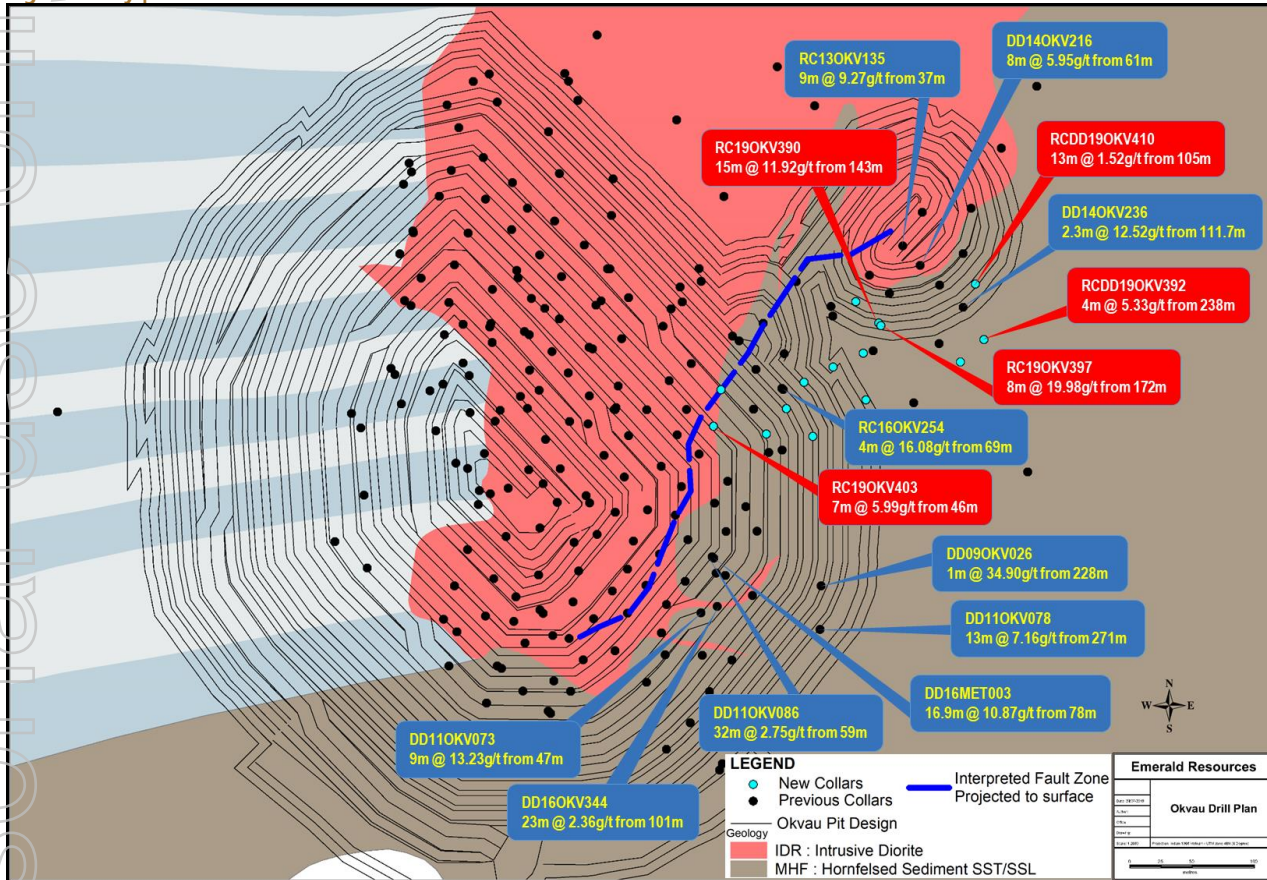 RC13OKV135
9m @ 9.27g/t from 37m
DD14OKV216
8m @ 5.95g/t from 61m
RC19OKV390
15m @ 11.92g/t from 143m
RCDD19OKV410
13m @ 1.52g/t from 105m
DD14OKV236
2.3m @ 12.52g/t from 111.7m
RCDD19OKV392
4m @ 5.33g/t from 238m
RC19OKV397
8m @ 19.98g/t from 172m
RC16OKV254
4m @ 16.08g/t from 69m
RC19OKV403
7m @ 5.99g/t from 46m
DD09OKV026
1m @ 34.90g/t from 228m
DD11OKV078
13m @ 7.16g/t from 271m
DD16MET003
16.9m @ 10.87g/t from 78m
DD11OKV086
32m @ 2.75g/t from 59m
DD11OKV073
9m @ 13.23g/t from 47m
DD16OKV344
23m @ 2.36g/t from 101m
N
W E
S
LEGEND
New Collars
Previous Collars
Interpreted Fault Zone
Projected to surface
Okvau Pit Design
Geology
IDR : Intrusive Diorite
MHF : Hornfelsed Sediment SST/SSL
Emerald Resources
Okvau Drill Plan
0 25 50 100
metres